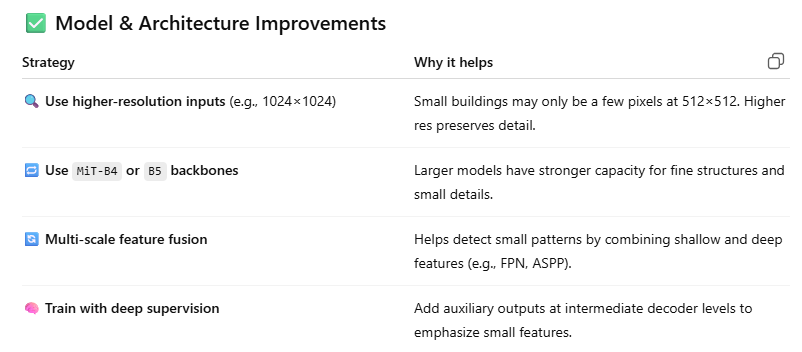 ✅ Model & Architecture Improvements
Strategy Why it helps
🔍 Use higher-resolution inputs (e.g., 1024×1024) Small buildings may only be a few pixels at 512×512. Higher
res preserves detail.
🔁 Use MiT-B4 or B5 backbones Larger models have stronger capacity for fine structures and
small details.
🔄 Multi-scale feature fusion Helps detect small patterns by combining shallow and deep
features (e.g., FPN, ASPP).
🧠 Train with deep supervision Add auxiliary outputs at intermediate decoder levels to
emphasize small features.